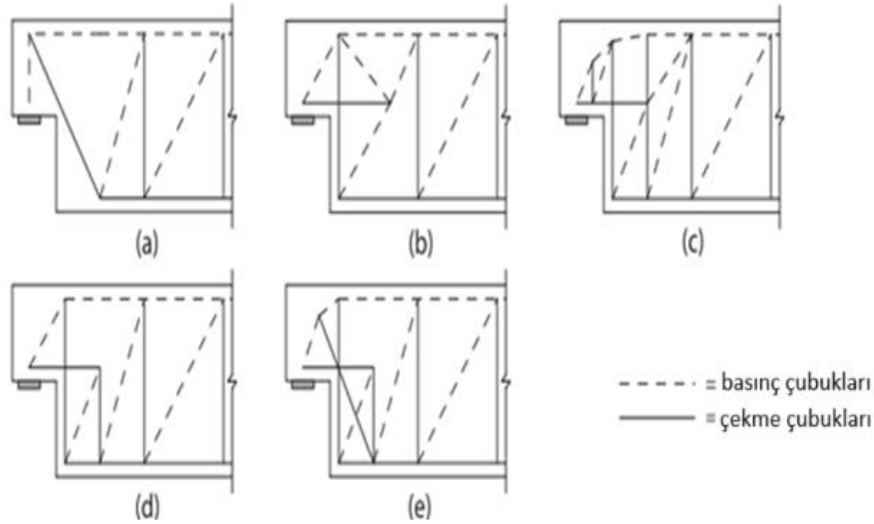 (a)
(b)
(c)
(d)
(e)
= basınç çubukları
= çekme çubukları